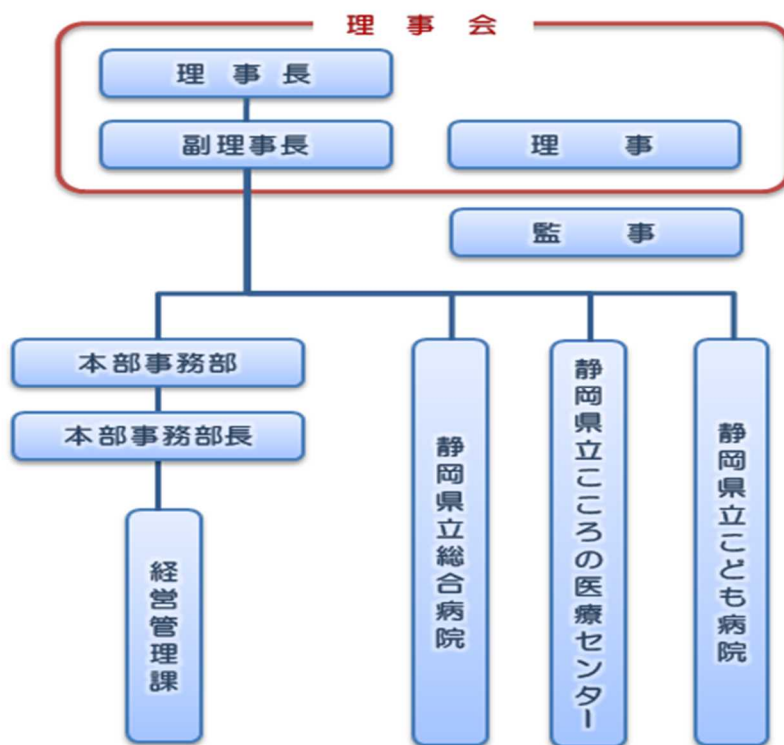 理事会
理事長
副理事長
理事
監事
本部事務部
本部事務部長
経営管理課
静岡県立総合病院
静岡県立こころの医療センター
静岡県立こども病院